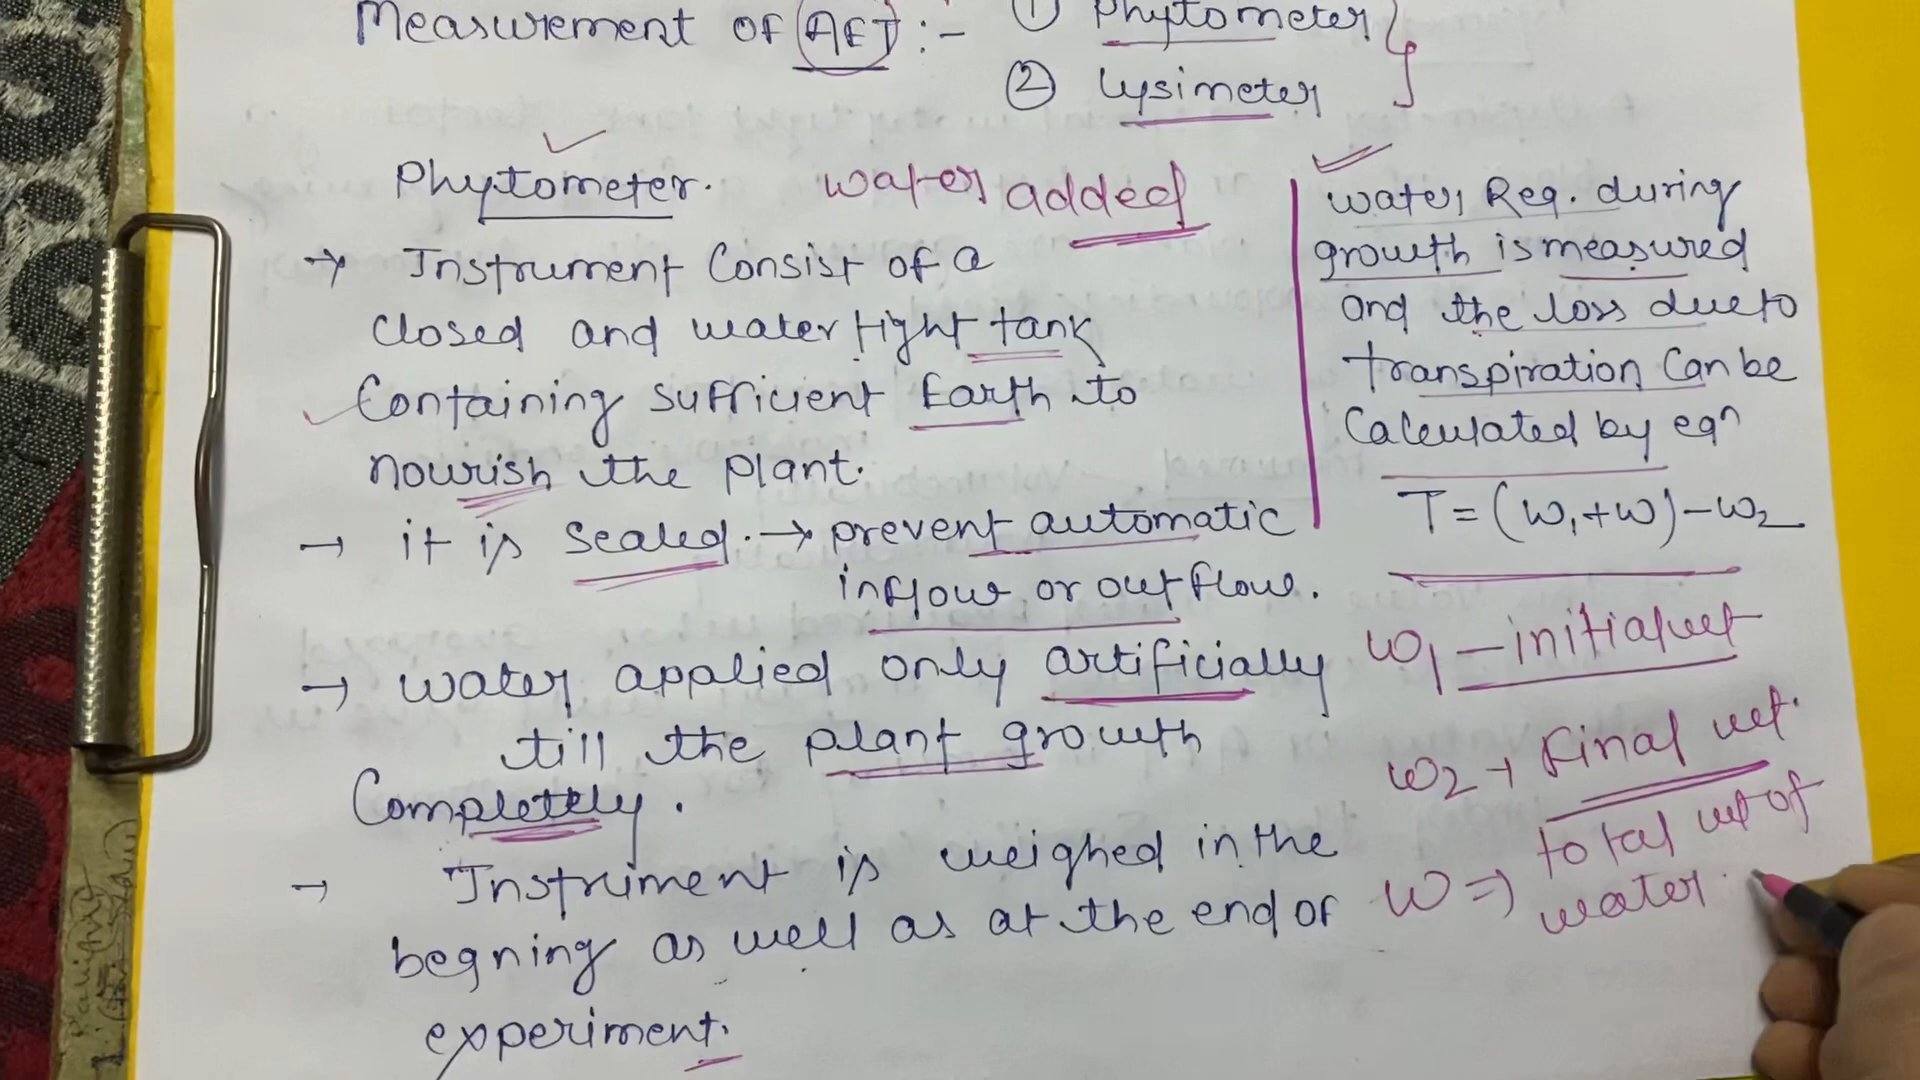 Measurement of (AET) :- ① Phytometer
② Lysimeter
Phytometer. water added
→ Instrument Consist of a
closed and water tight tank
Containing sufficient Earth to
nourish the plant.
→ it is sealed. → prevent automatic
inflow or outflow.
→ water applied only artificially
till the plant growth
Completely.
→ Instrument is weighed in the
begning as well as at the end of
experiment.
water Req. during
growth is measured
and the loss due to
transpiration can be
Calculated by eqn
T = (w1+w) - w2
w1 - initial wt
w2 → Final wt.
w ⇒ total wt of
water.